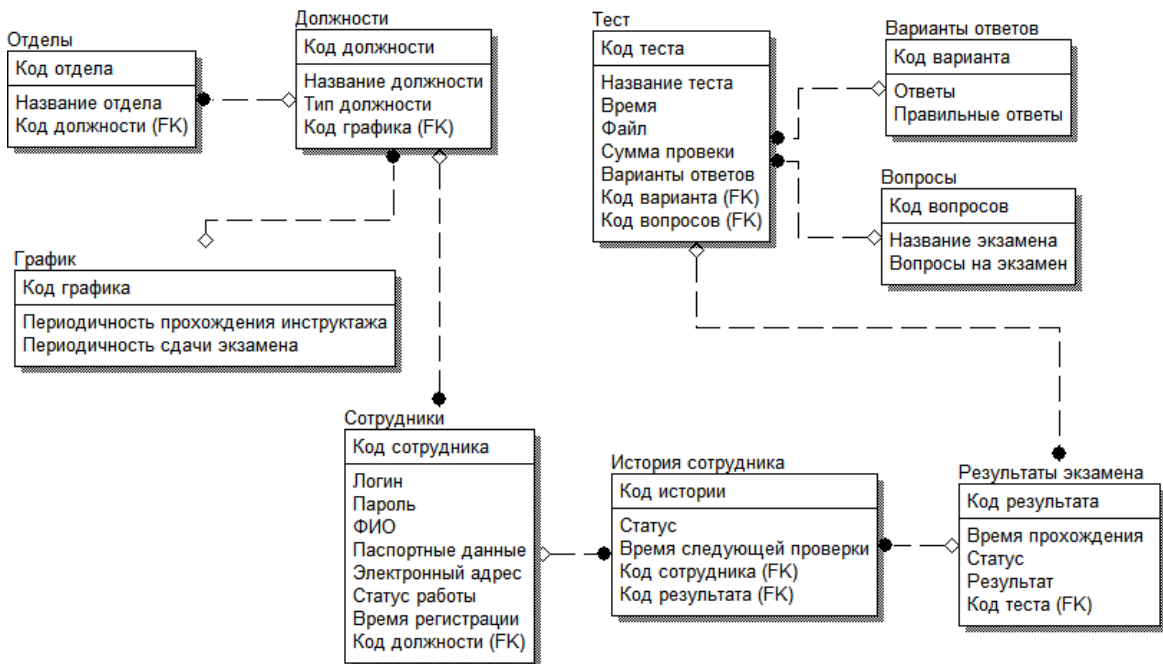 Отделы
Код отдела
Название отдела
Код должности (FK)
Должности
Код должности
Название должности
Тип должности
Код графика (FK)
График
Код графика
Периодичность прохождения инструктажа
Периодичность сдачи экзамена
Тест
Код теста
Название теста
Время
Файл
Сумма провеки
Варианты ответов
Код варианта (FK)
Код вопросов (FK)
Варианты ответов
Код варианта
Ответы
Правильные ответы
Вопросы
Код вопросов
Название экзамена
Вопросы на экзамен
Сотрудники
Код сотрудника
Логин
Пароль
ФИО
Паспортные данные
Электронный адрес
Статус работы
Время регистрации
Код должности (FK)
История сотрудника
Код истории
Статус
Время следующей проверки
Код сотрудника (FK)
Код результата (FK)
Результаты экзамена
Код результата
Время прохождения
Статус
Результат
Код теста (FK)